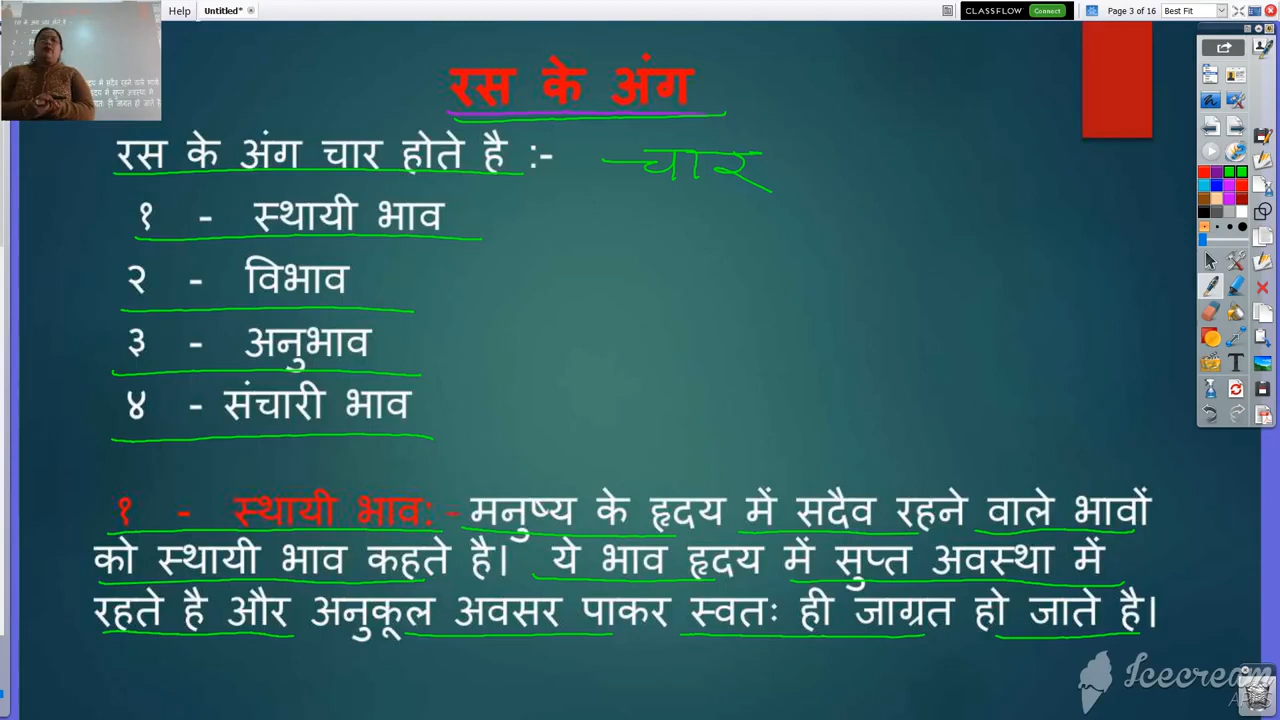 Help
Untitled*
CLASSFLOW Connect
Page 3 of 16
Best Fit
रस के अंग
रस के अंग चार होते है :- चार
१ - स्थायी भाव
२ - विभाव
३ - अनुभाव
४ - संचारी भाव
१ - स्थायी भाव: - मनुष्य के हृदय में सदैव रहने वाले भावों
को स्थायी भाव कहते है। ये भाव हृदय में सुप्त अवस्था में
रहते है और अनुकूल अवसर पाकर स्वतः ही जाग्रत हो जाते है।
Icecream
APPS